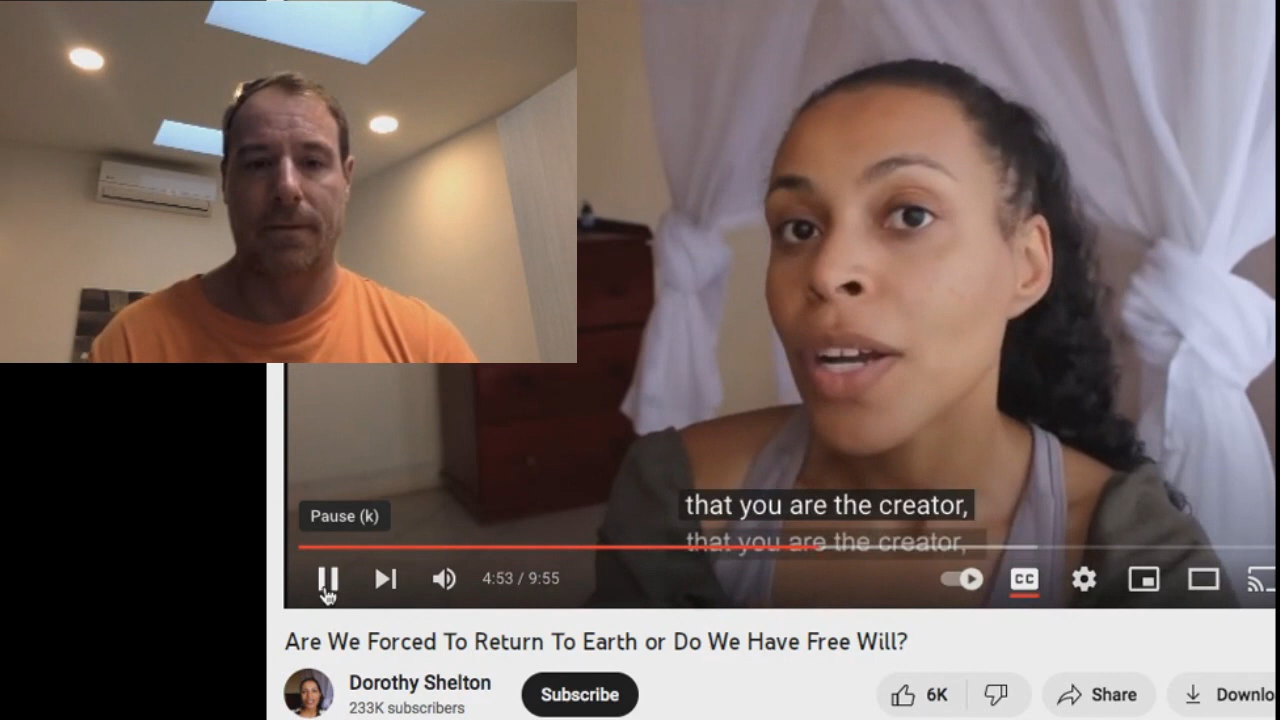 that you are the creator,
that you are the creator,
Pause (k)
4:53 / 9:55
CC
Are We Forced To Return To Earth or Do We Have Free Will?
Dorothy Shelton
233K subscribers
Subscribe
6K
Share
Downlo